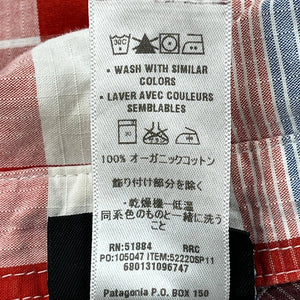 30C
• WASH WITH SIMILAR
COLORS
• LAVER AVEC COULEURS
SEMBLABLES
100% オーガニックコットン
飾り付け部分を除く
・乾燥機-低温
同系色のものと一緒に洗う
こと
RN:51884 RRC
PO:105047 ITEM:52220SP11
680131096747
Patagonia P.O. BOX 150